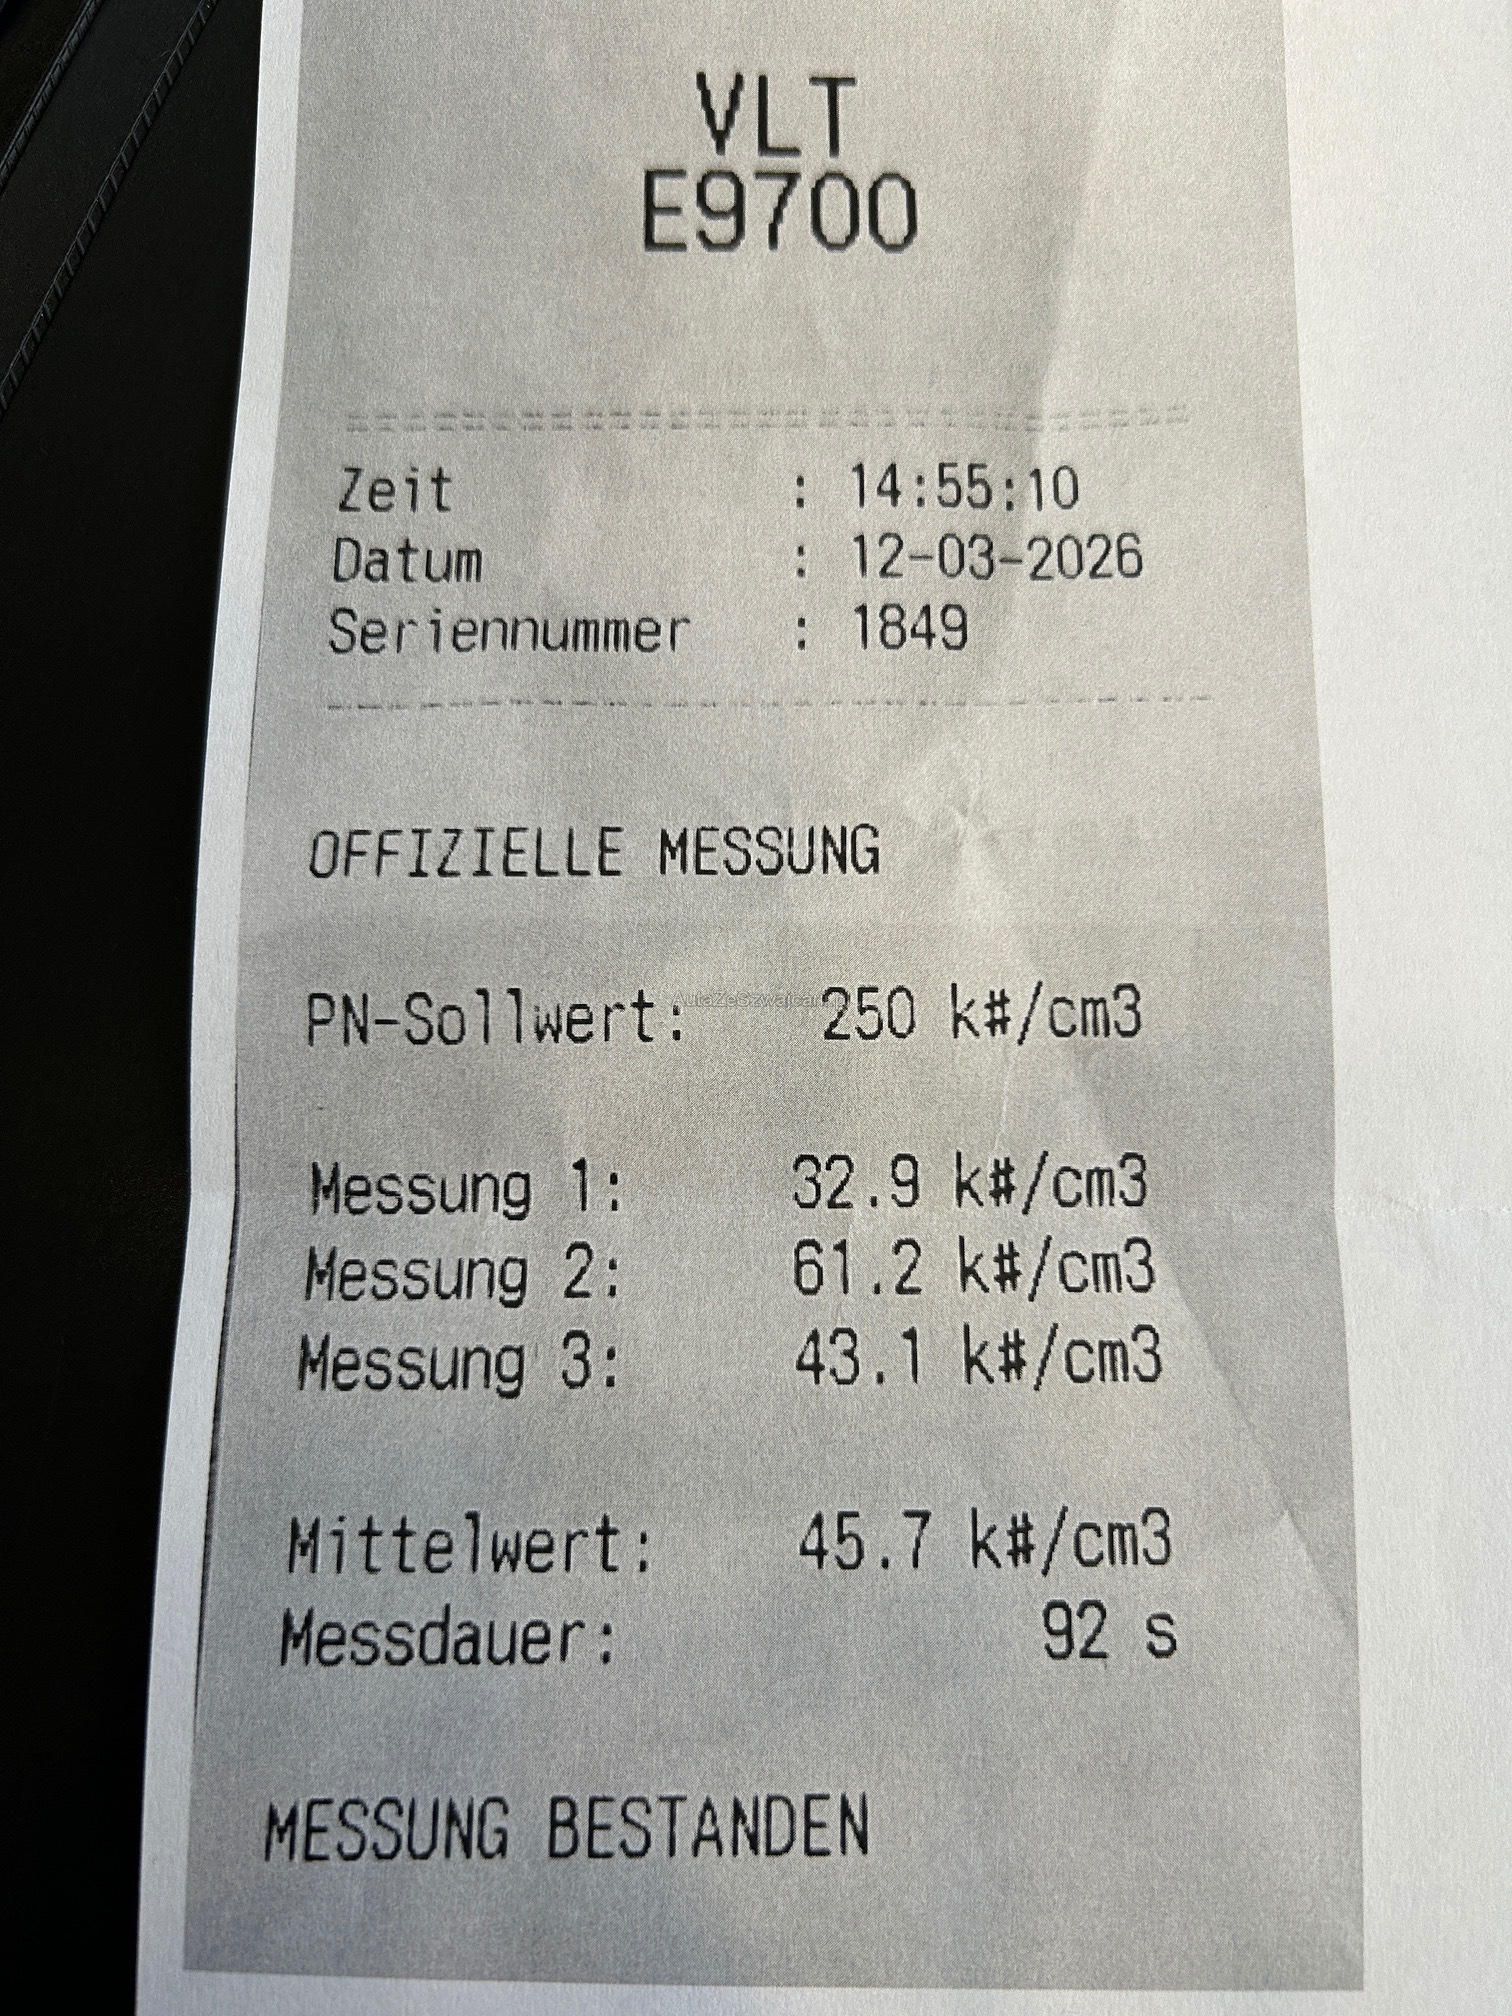 VLT
E9700
Zeit : 14:55:10
Datum : 12-03-2026
Seriennummer : 1849
OFFIZIELLE MESSUNG
PN-Sollwert: 250 k#/cm3
Messung 1: 32.9 k#/cm3
Messung 2: 61.2 k#/cm3
Messung 3: 43.1 k#/cm3
Mittelwert: 45.7 k#/cm3
Messdauer: 92 s
MESSUNG BESTANDEN